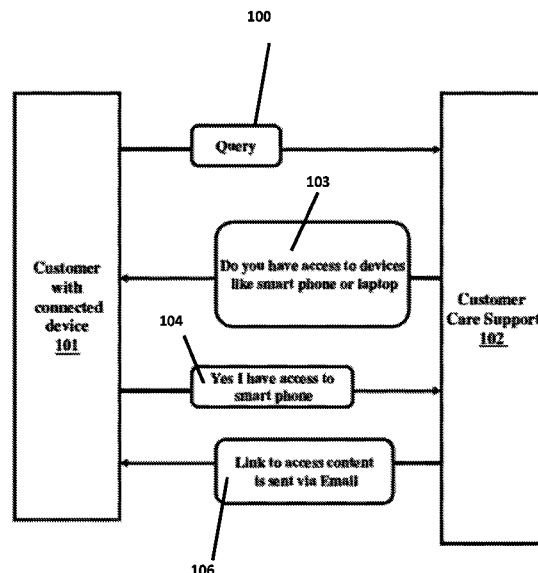 100
Query
103
Do you have access to devices
like smart phone or laptop
Customer
with
connected
device
101
Customer
Care Support
102
104
Yes I have access to
smart phone
Link to access content
is sent via Email
106